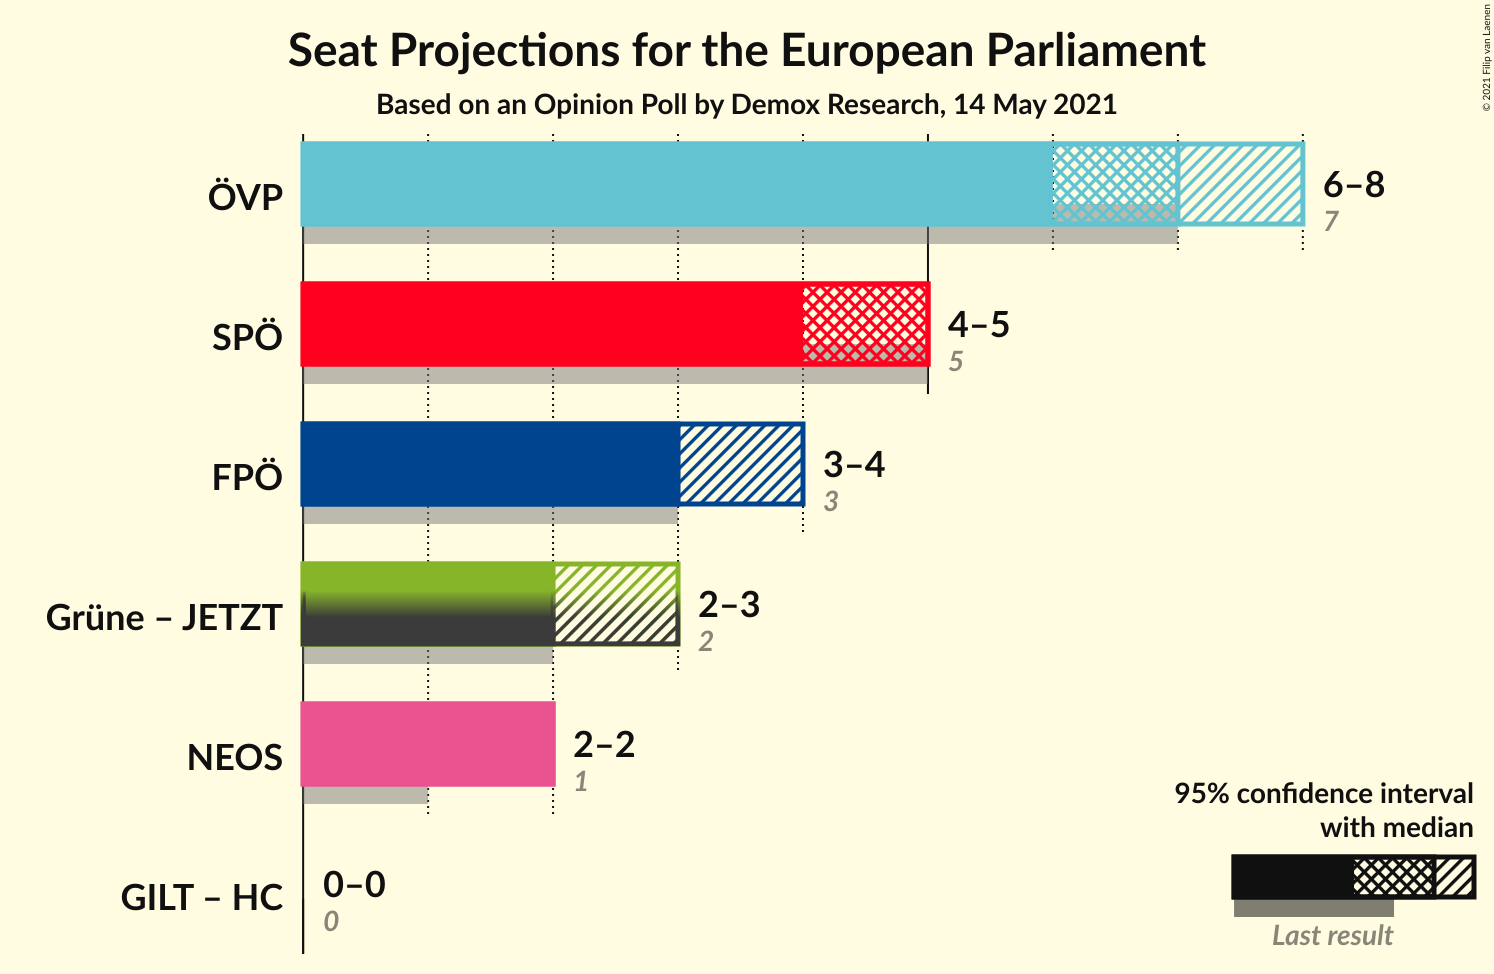 Seat Projections for the European Parliament
Based on an Opinion Poll by Demox Research, 14 May 2021
© 2021 Filip van Laenen
ÖVP
6–8
7
SPÖ
4–5
5
FPÖ
3–4
3
Grüne – JETZT
2–3
2
NEOS
2–2
1
GILT – HC
0–0
0
95% confidence interval
with median
Last result